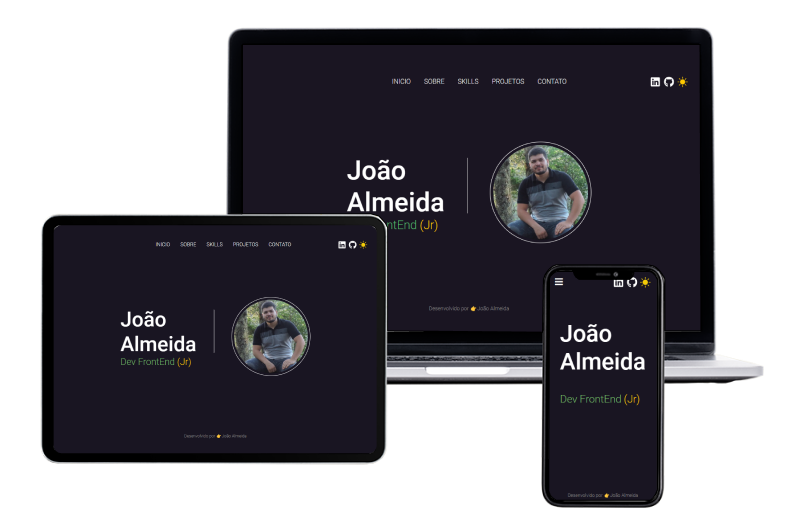 INICIO SOBRE SKILLS PROJETOS CONTATO
João
Almeida
ntEnd (Jr)
Desenvolvido por 👉 João Almeida
INICIO SOBRE SKILLS PROJETOS CONTATO
João
Almeida
Dev FrontEnd (Jr)
Desenvolvido por 👉 João Almeida
João
Almeida
Dev FrontEnd (Jr)
Desenvolvido por 👉 João Almeida